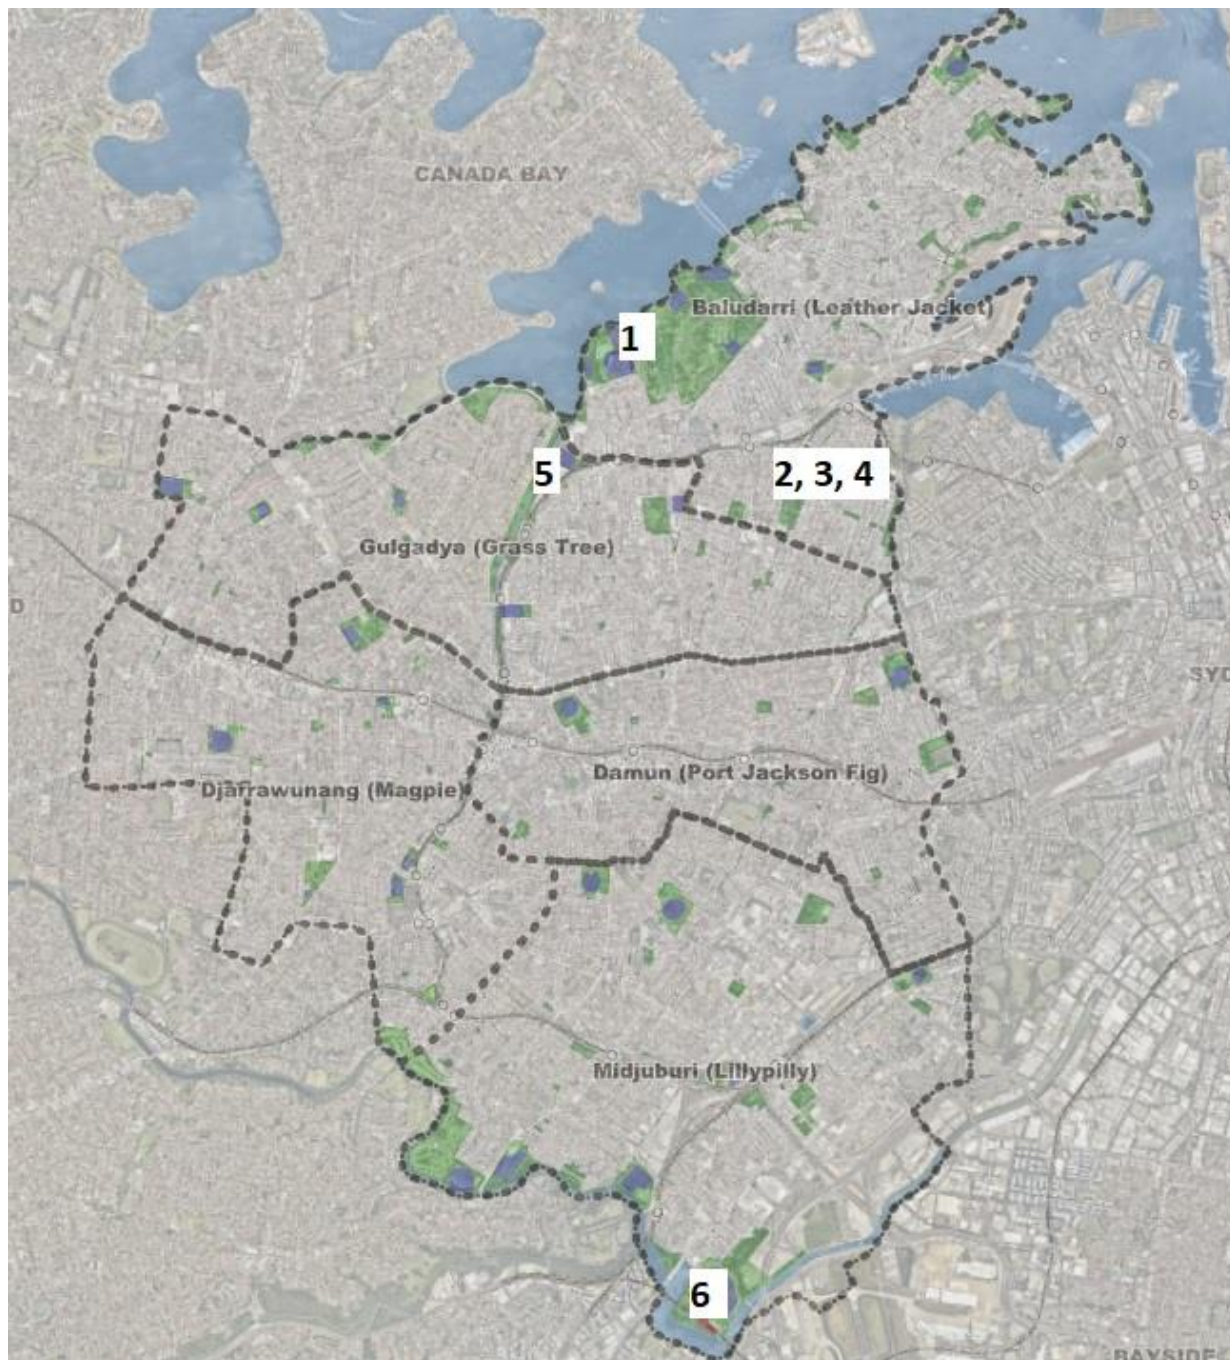 CANADA BAY
Baludarri (Leather Jacket)
1
5
2, 3, 4
Gulgadya (Grass Tree)
D
SYD
Damun (Port Jackson Fig)
Djarrawunang (Magpie)
Midjuburi (Lillypilly)
6
BAYSIDE